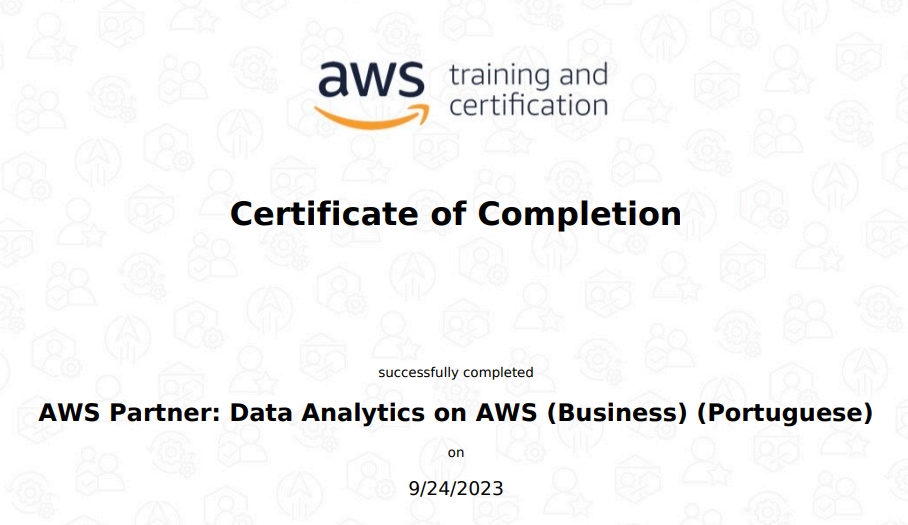 aws training and
certification
Certificate of Completion
successfully completed
AWS Partner: Data Analytics on AWS (Business) (Portuguese)
on
9/24/2023